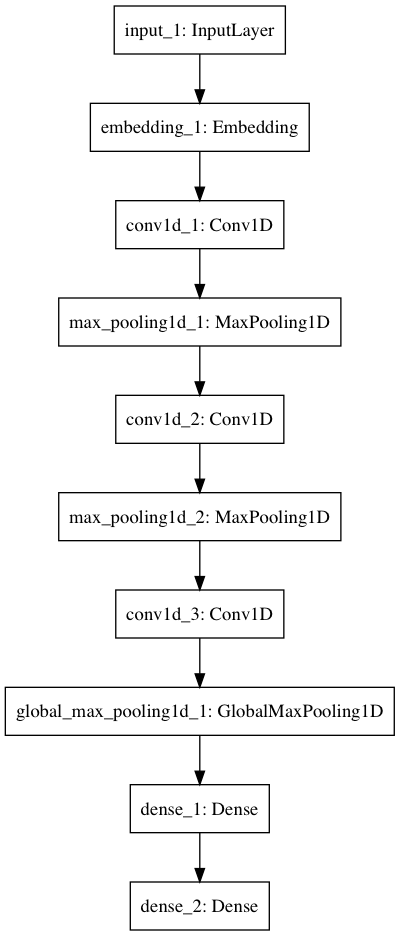 input_1: InputLayer
embedding_1: Embedding
conv1d_1: Conv1D
max_pooling1d_1: MaxPooling1D
conv1d_2: Conv1D
max_pooling1d_2: MaxPooling1D
conv1d_3: Conv1D
global_max_pooling1d_1: GlobalMaxPooling1D
dense_1: Dense
dense_2: Dense